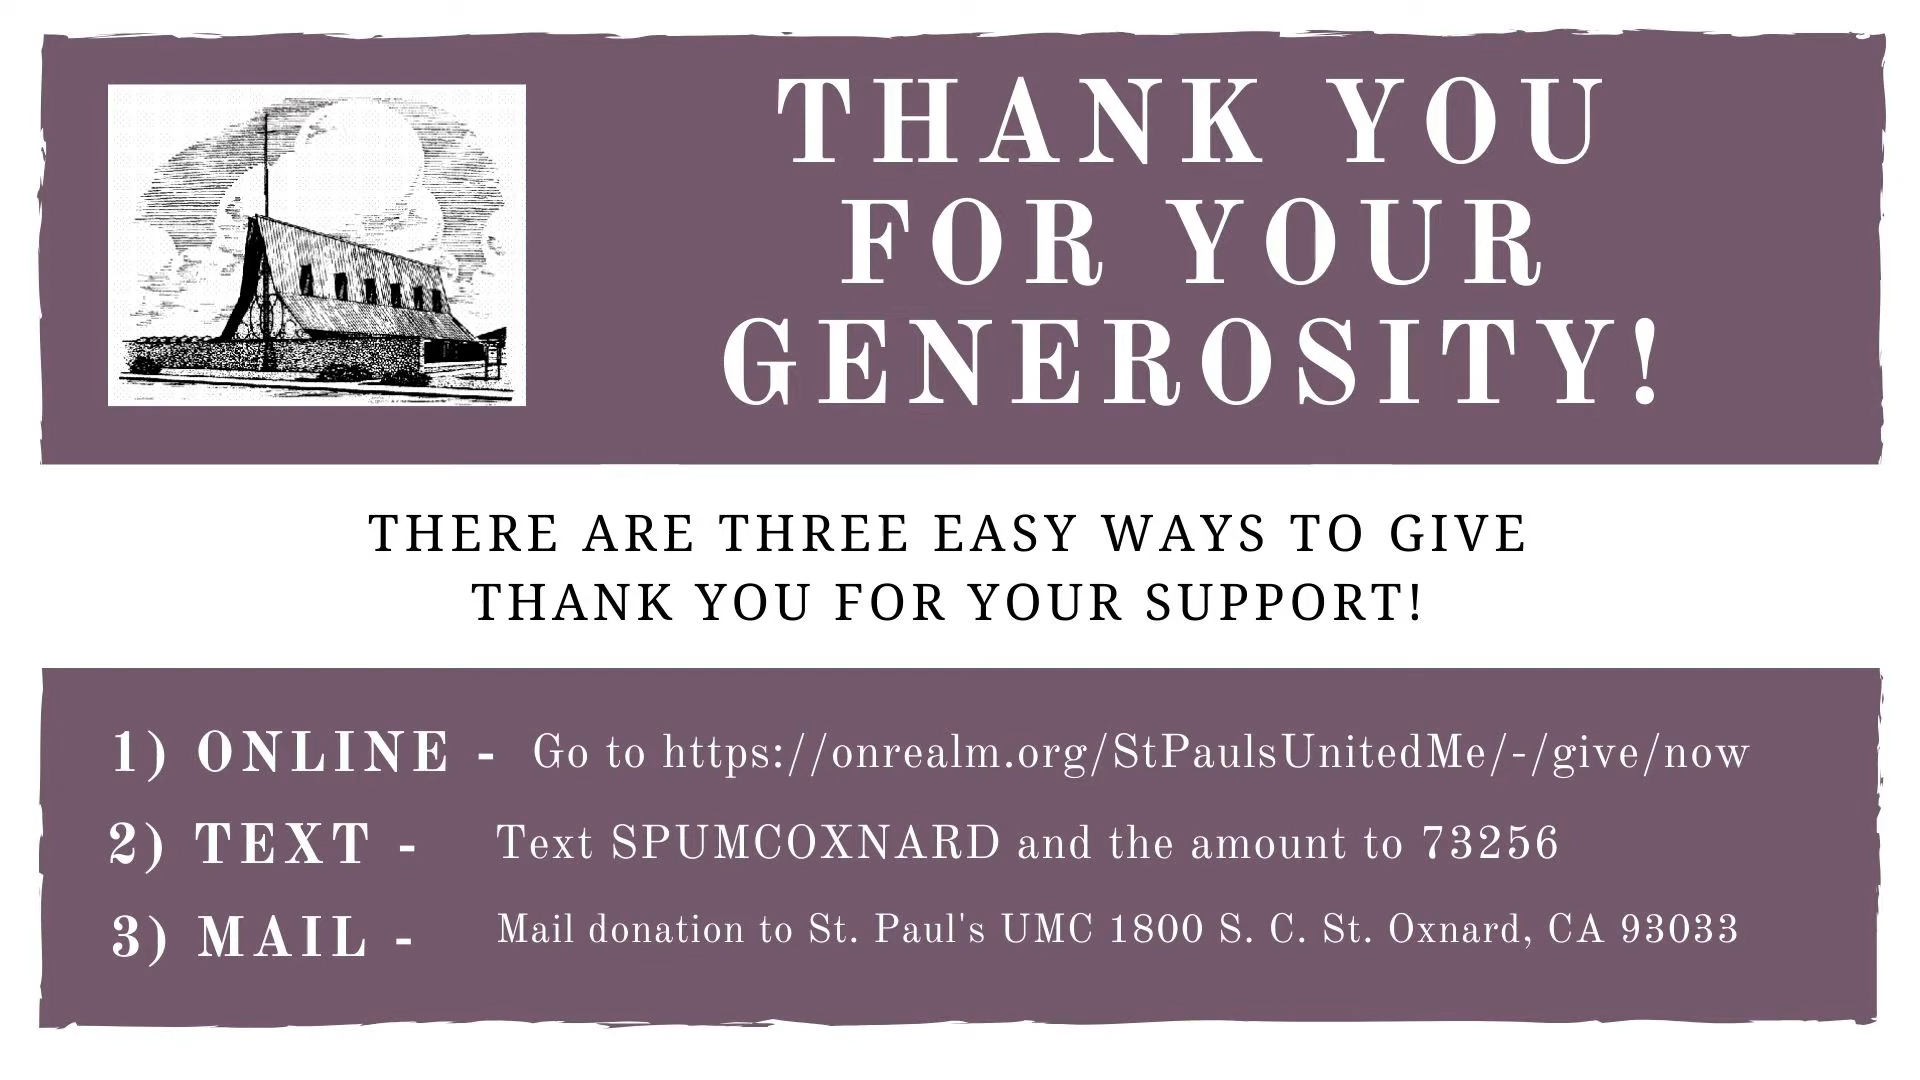 THANK YOU
FOR YOUR
GENEROSITY!
THERE ARE THREE EASY WAYS TO GIVE
THANK YOU FOR YOUR SUPPORT!
1) ONLINE - Go to https://onrealm.org/StPaulsUnitedMe/-/give/now
2) TEXT - Text SPUMCOXNARD and the amount to 73256
3) MAIL - Mail donation to St. Paul's UMC 1800 S. C. St. Oxnard, CA 93033